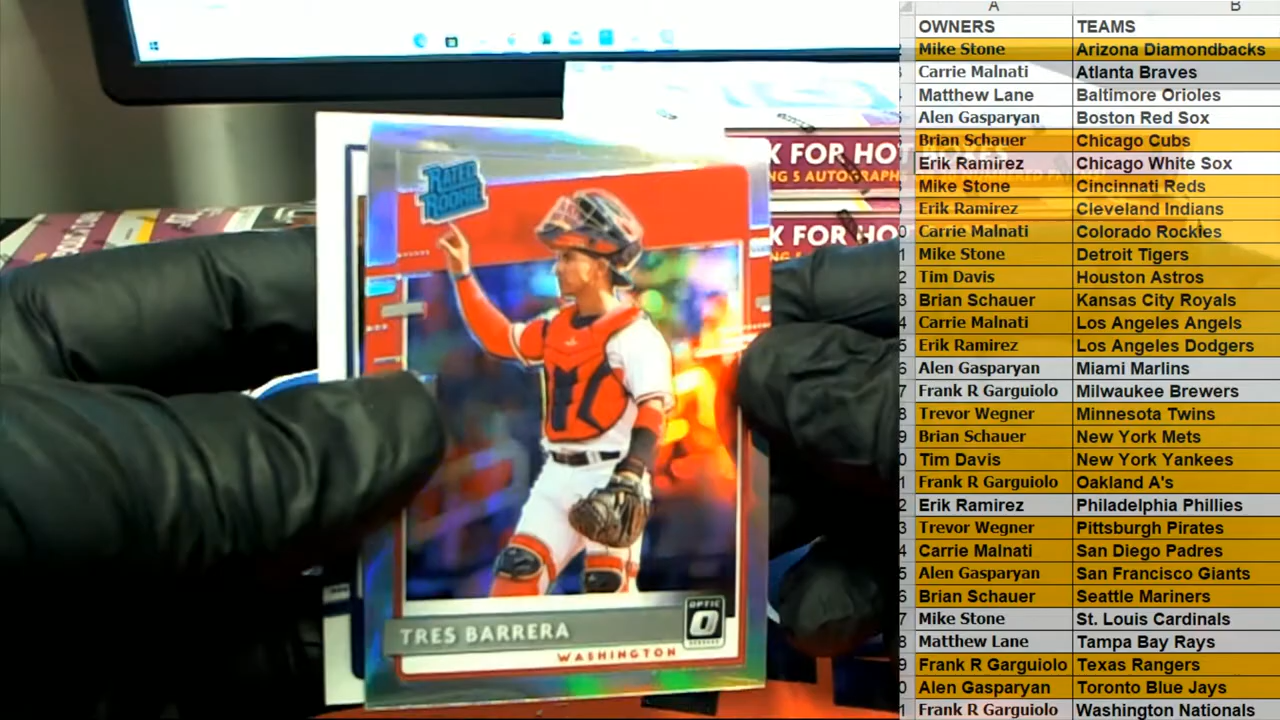 A B
OWNERS TEAMS
Mike Stone Arizona Diamondbacks
Carrie Malnati Atlanta Braves
Matthew Lane Baltimore Orioles
Alen Gasparyan Boston Red Sox
Brian Schauer Chicago Cubs
Erik Ramirez Chicago White Sox
Mike Stone Cincinnati Reds
Erik Ramirez Cleveland Indians
Carrie Malnati Colorado Rockies
Mike Stone Detroit Tigers
Tim Davis Houston Astros
Brian Schauer Kansas City Royals
Carrie Malnati Los Angeles Angels
Erik Ramirez Los Angeles Dodgers
Alen Gasparyan Miami Marlins
Frank R Garguiolo Milwaukee Brewers
Trevor Wegner Minnesota Twins
Brian Schauer New York Mets
Tim Davis New York Yankees
Frank R Garguiolo Oakland A's
Erik Ramirez Philadelphia Phillies
Trevor Wegner Pittsburgh Pirates
Carrie Malnati San Diego Padres
Alen Gasparyan San Francisco Giants
Brian Schauer Seattle Mariners
Mike Stone St. Louis Cardinals
Matthew Lane Tampa Bay Rays
Frank R Garguiolo Texas Rangers
Alen Gasparyan Toronto Blue Jays
Frank R Garguiolo Washington Nationals
RATED
ROOKIE
TRES BARRERA
WASHINGTON
OPTIC
K FOR HOT
NG 5 AUTOGRAPH
K FOR HO